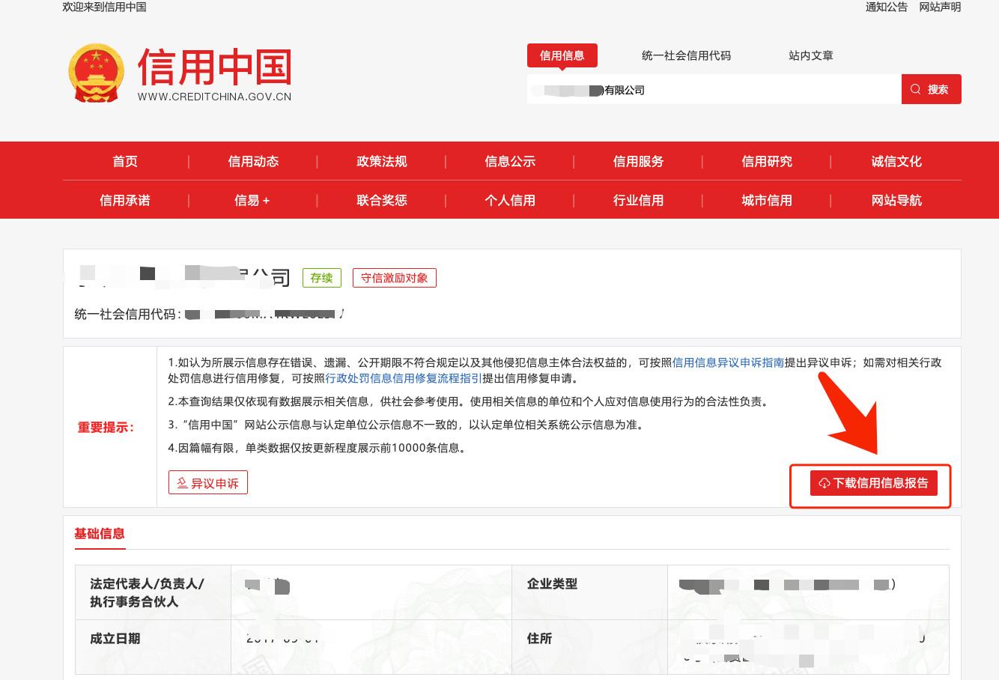 欢迎来到信用中国
通知公告 网站声明
信用中国
WWW.CREDITCHINA.GOV.CN
信用信息 统一社会信用代码 站内文章
)有限公司
搜索
首页 信用动态 政策法规 信息公示 信用服务 信用研究 诚信文化
信用承诺 信易+ 联合奖惩 个人信用 行业信用 城市信用 网站导航
公司 存续 守信激励对象
统一社会信用代码：
1.如认为所展示信息存在错误、遗漏、公开期限不符合规定以及其他侵犯信息主体合法权益的，可按照信用信息异议申诉指南提出异议申诉；如需对相关行政
处罚信息进行信用修复，可按照行政处罚信息信用修复流程指引提出信用修复申请。
2.本查询结果仅依现有数据展示相关信息，供社会参考使用。使用相关信息的单位和个人应对信息使用行为的合法性负责。
重要提示：
3.“信用中国”网站公示信息与认定单位公示信息不一致的，以认定单位相关系统公示信息为准。
4.因篇幅有限，单类数据仅按更新程度展示前10000条信息。
异议申诉
下载信用信息报告
基础信息
法定代表人/负责人/
执行事务合伙人
企业类型
)
成立日期
住所